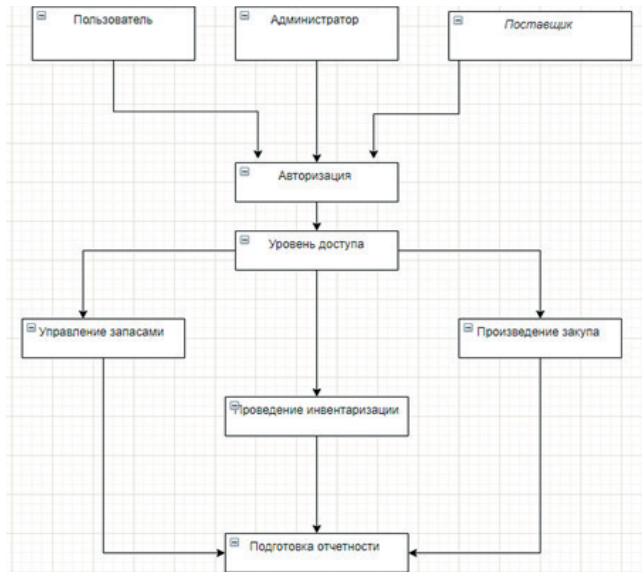 Пользователь
Администратор
Поставщик
Авторизация
Уровень доступа
Управление запасами
Произведение закупа
Проведение инвентаризации
Подготовка отчетности